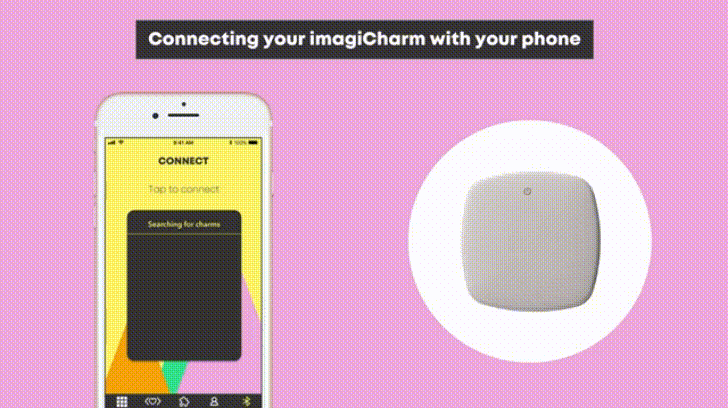 Connecting your imagiCharm with your phone
9:41 AM
100%
CONNECT
Tap to connect
Searching for charms